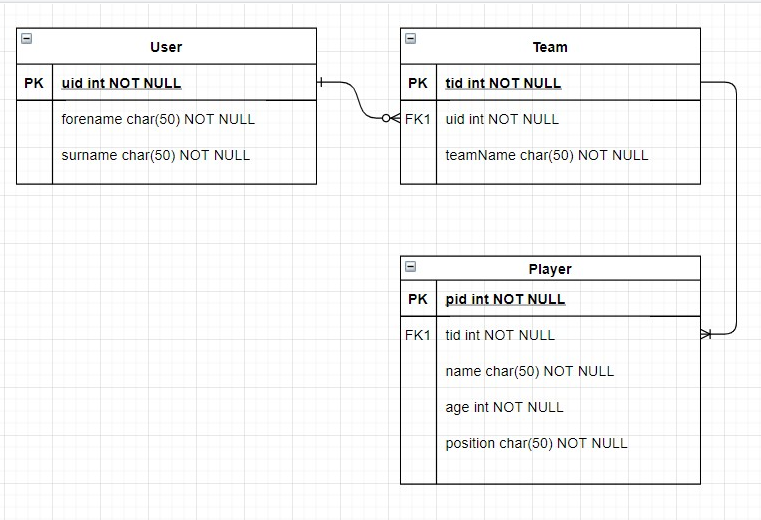 User
PK uid int NOT NULL
forename char(50) NOT NULL
surname char(50) NOT NULL
Team
PK tid int NOT NULL
FK1 uid int NOT NULL
teamName char(50) NOT NULL
Player
PK pid int NOT NULL
FK1 tid int NOT NULL
name char(50) NOT NULL
age int NOT NULL
position char(50) NOT NULL